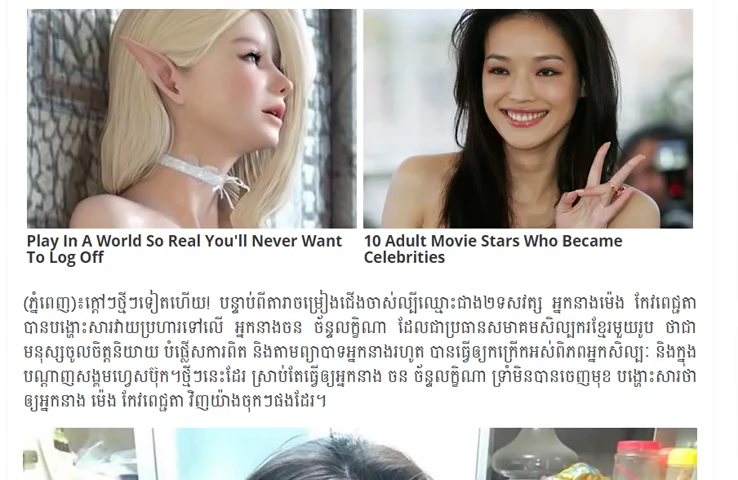 Play In A World So Real You'll Never Want
To Log Off
10 Adult Movie Stars Who Became
Celebrities
(ភ្នំពេញ)៖ក្តៅៗថ្មីៗទៀតហើយ! បន្ទាប់ពីតារាចម្រៀងជើងចាស់ល្បីឈ្មោះជាង២ទសវត្ស អ្នកនាងម៉េង កែវពេជ្ជតា
បានបង្ហោះសារវាយប្រហារទៅលើ អ្នកនាងចន ច័ន្ទលក្ខិណា ដែលជាប្រធានសមាគមសិល្បករខ្មែរមួយរូប ថាជា
មនុស្សចូលចិត្តនិយាយ បំផ្លើសការពិត និងតាមព្យាបាទអ្នកនាងរហូត បានធ្វើឲ្យកក្រើកអស់ពិភពអ្នកសិល្បៈ និងក្នុង
បណ្តាញសង្គមហ្វេសប៊ុក។ថ្មីៗនេះដែរ ស្រាប់តែធ្វើឲ្យអ្នកនាង ចន ច័ន្ទលក្ខិណា ទ្រាំមិនបានចេញមុខ បង្ហោះសារថា
ឲ្យអ្នកនាង ម៉េង កែវពេជ្ជតា វិញយ៉ាងចុកៗផងដែរ។